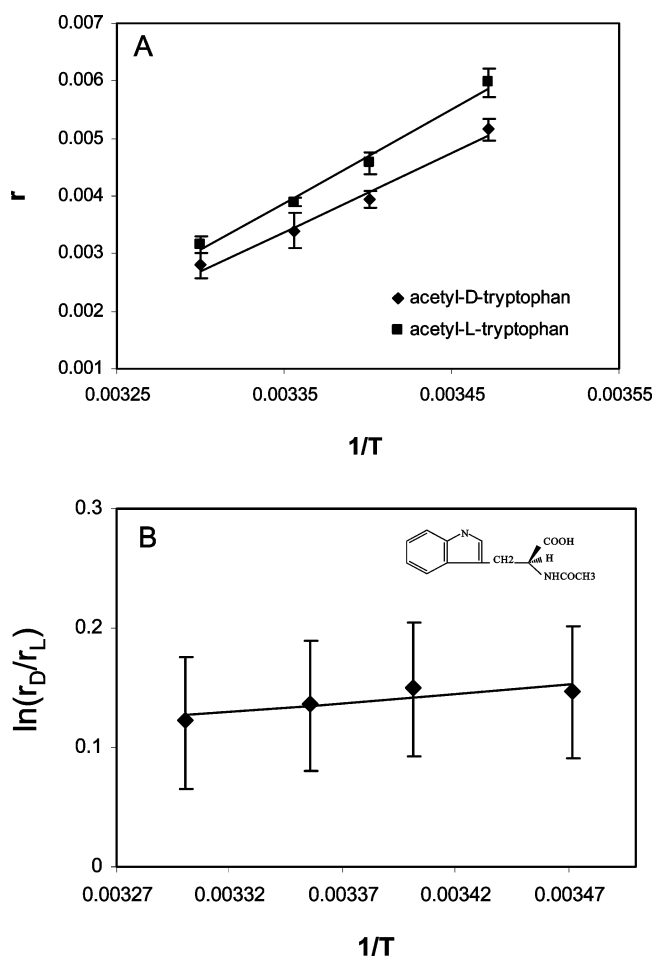 A
0.007
0.006
0.005
0.004
0.003
0.002
0.001
r
acetyl-D-tryptophan
acetyl-L-tryptophan
0.00325
0.00335
0.00345
0.00355
1/T
B
0.3
0.2
0.1
0
ln(rD/rL)
N
CH2
COOH
H
NHCOCH3
0.00327
0.00332
0.00337
0.00342
0.00347
1/T